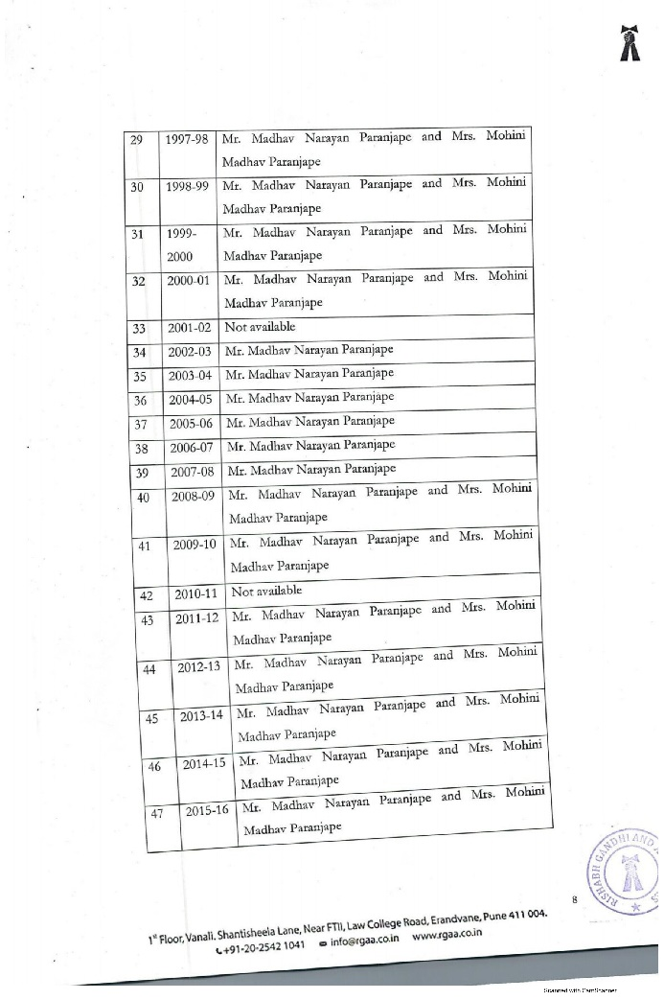 29 1997-98 Mr. Madhav Narayan Paranjape and Mrs. Mohini
Madhav Paranjape
30 1998-99 Mr. Madhav Narayan Paranjape and Mrs. Mohini
Madhav Paranjape
31 1999- Mr. Madhav Narayan Paranjape and Mrs. Mohini
2000 Madhav Paranjape
32 2000-01 Mr. Madhav Narayan Paranjape and Mrs. Mohini
Madhav Paranjape
33 2001-02 Not available
34 2002-03 Mr. Madhav Narayan Paranjape
35 2003-04 Mr. Madhav Narayan Paranjape
36 2004-05 Mr. Madhav Narayan Paranjape
37 2005-06 Mr. Madhav Narayan Paranjape
38 2006-07 Mr. Madhav Narayan Paranjape
39 2007-08 Mr. Madhav Narayan Paranjape
40 2008-09 Mr. Madhav Narayan Paranjape and Mrs. Mohini
Madhav Paranjape
41 2009-10 Mr. Madhav Narayan Paranjape and Mrs. Mohini
Madhav Paranjape
42 2010-11 Not available
43 2011-12 Mr. Madhav Narayan Paranjape and Mrs. Mohini
Madhav Paranjape
44 2012-13 Mr. Madhav Narayan Paranjape and Mrs. Mohini
Madhav Paranjape
45 2013-14 Mr. Madhav Narayan Paranjape and Mrs. Mohini
Madhav Paranjape
46 2014-15 Mr. Madhav Narayan Paranjape and Mrs. Mohini
Madhav Paranjape
47 2015-16 Mr. Madhav Narayan Paranjape and Mrs. Mohini
Madhav Paranjape
RISHABH GANDHI AND
8
1st Floor, Vanali, Shantisheela Lane, Near FTII, Law College Road, Erandvane, Pune 411 004.
+91-20-2542 1041 info@rgaa.co.in www.rgaa.co.in
Scanned with CamScanner